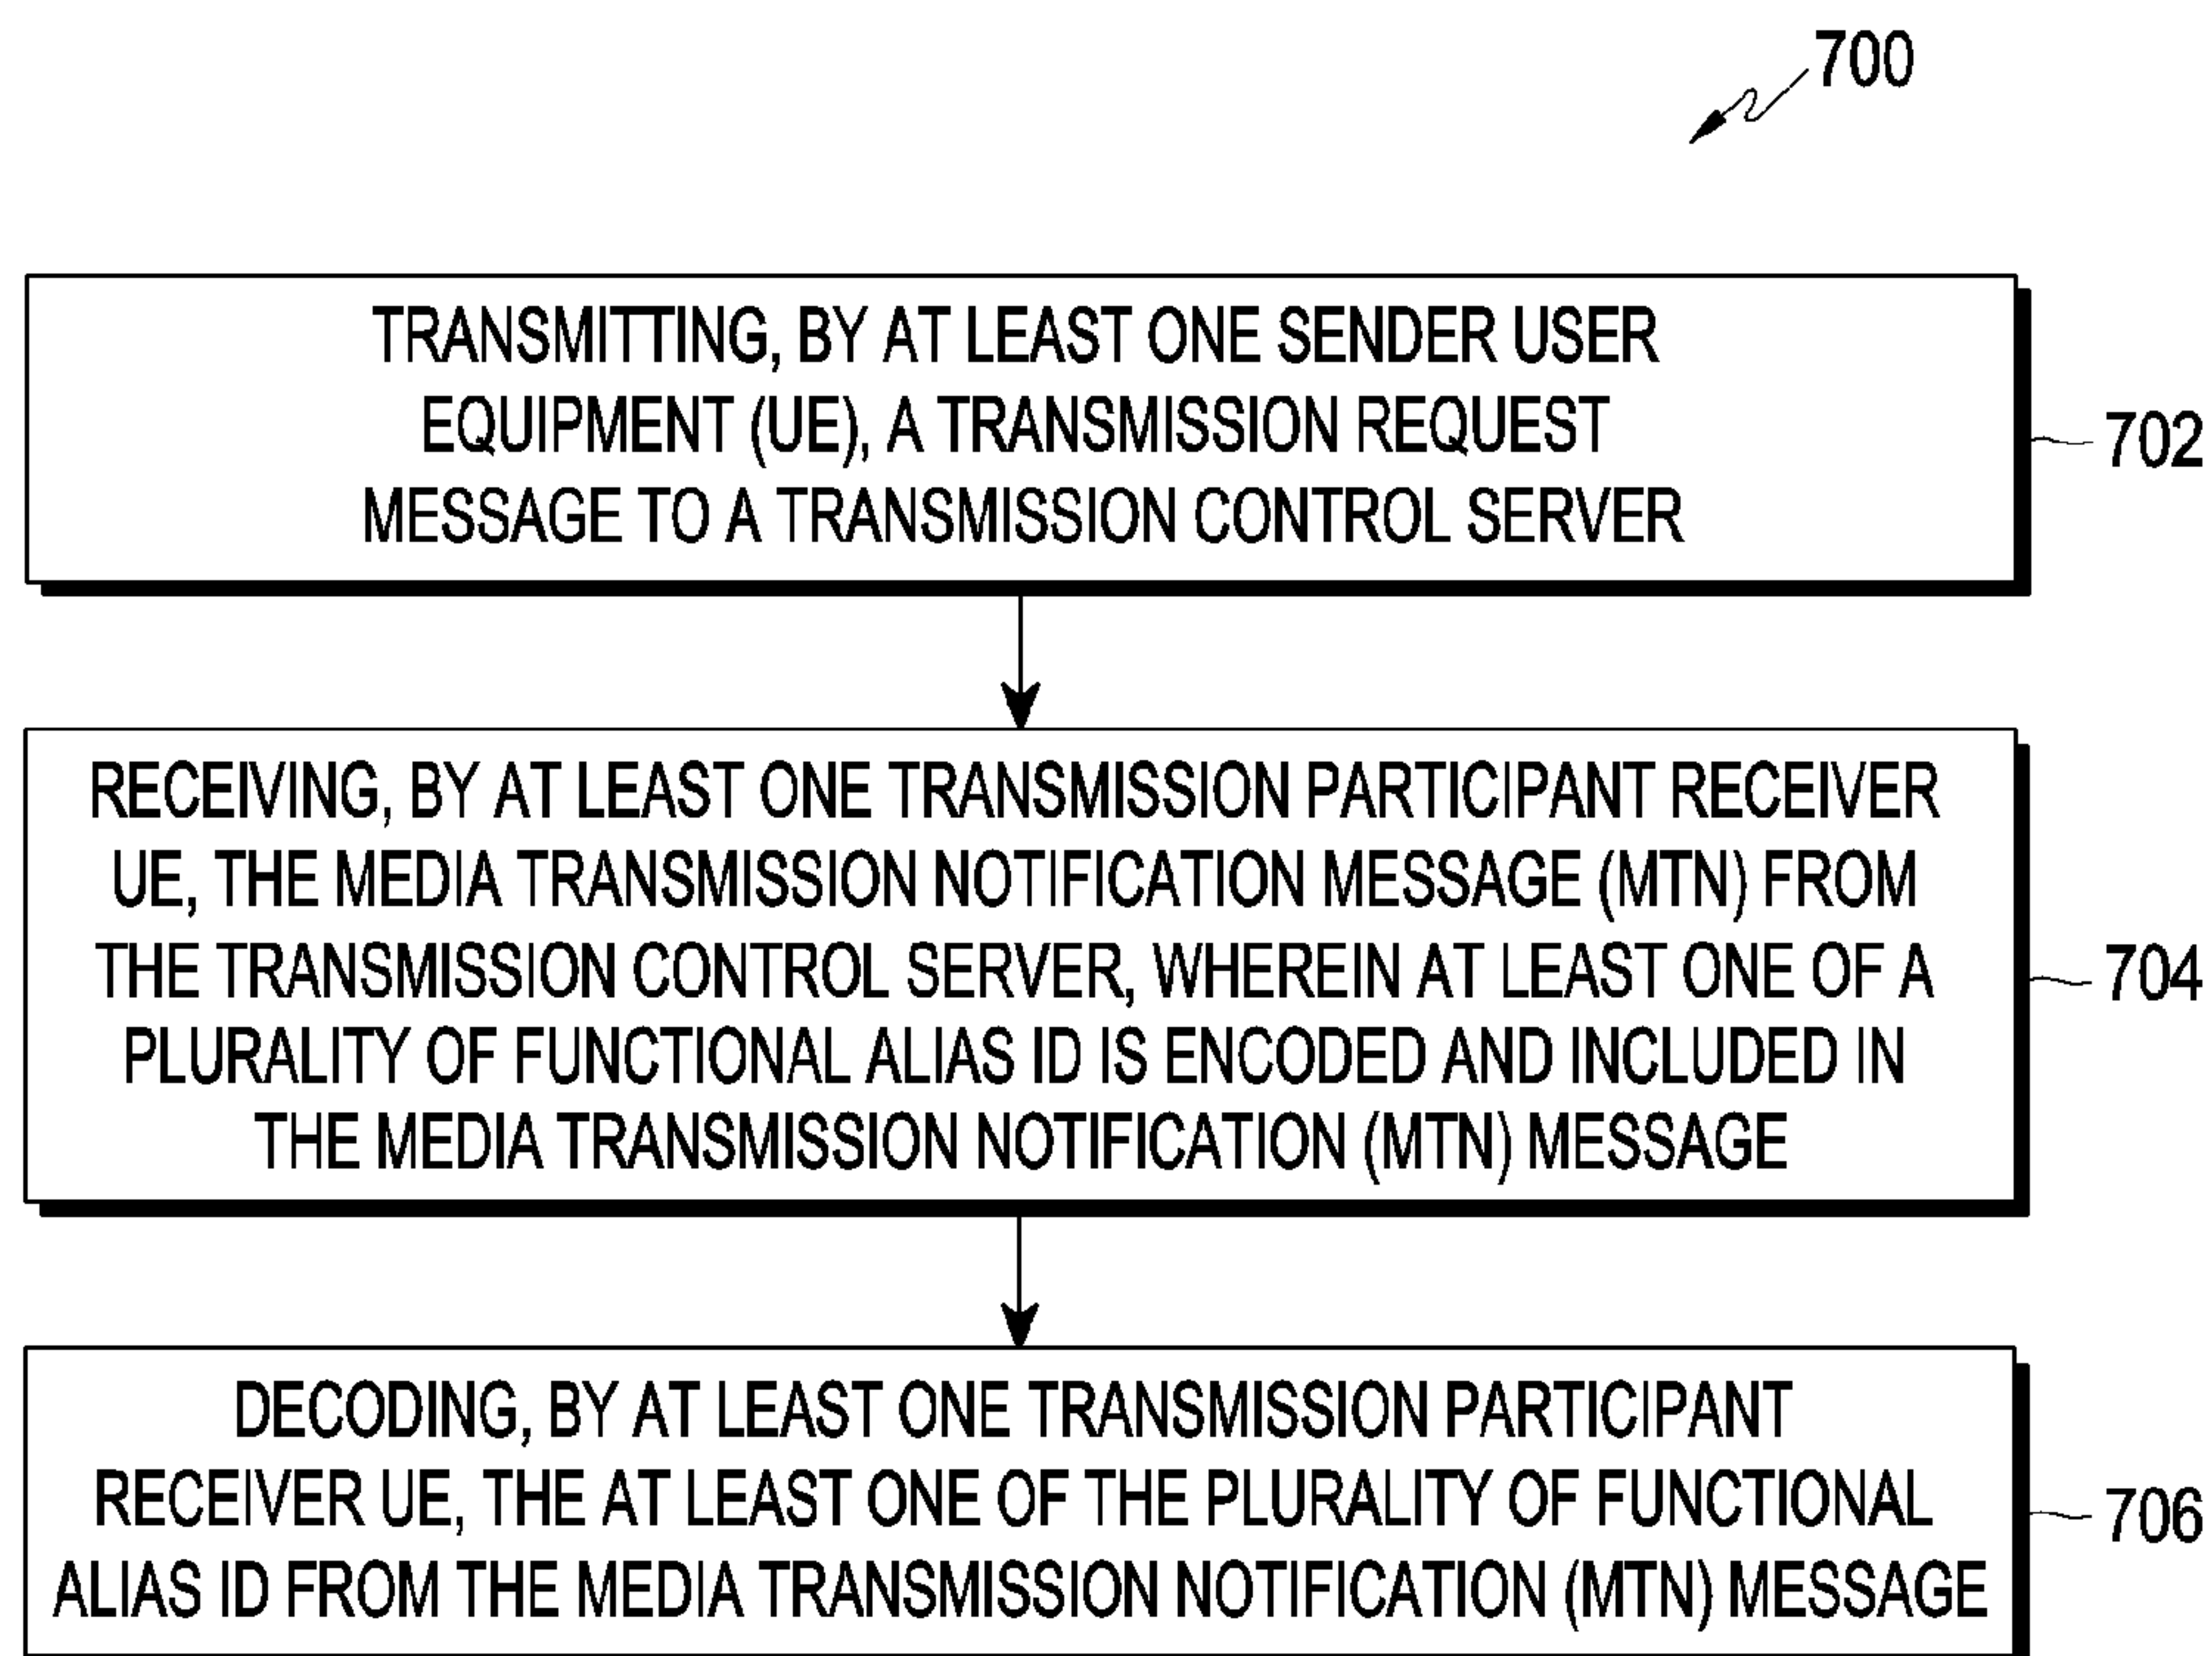 700
TRANSMITTING, BY AT LEAST ONE SENDER USER
EQUIPMENT (UE), A TRANSMISSION REQUEST
MESSAGE TO A TRANSMISSION CONTROL SERVER
702
RECEIVING, BY AT LEAST ONE TRANSMISSION PARTICIPANT RECEIVER
UE, THE MEDIA TRANSMISSION NOTIFICATION MESSAGE (MTN) FROM
THE TRANSMISSION CONTROL SERVER, WHEREIN AT LEAST ONE OF A
PLURALITY OF FUNCTIONAL ALIAS ID IS ENCODED AND INCLUDED IN
THE MEDIA TRANSMISSION NOTIFICATION (MTN) MESSAGE
704
DECODING, BY AT LEAST ONE TRANSMISSION PARTICIPANT
RECEIVER UE, THE AT LEAST ONE OF THE PLURALITY OF FUNCTIONAL
ALIAS ID FROM THE MEDIA TRANSMISSION NOTIFICATION (MTN) MESSAGE
706